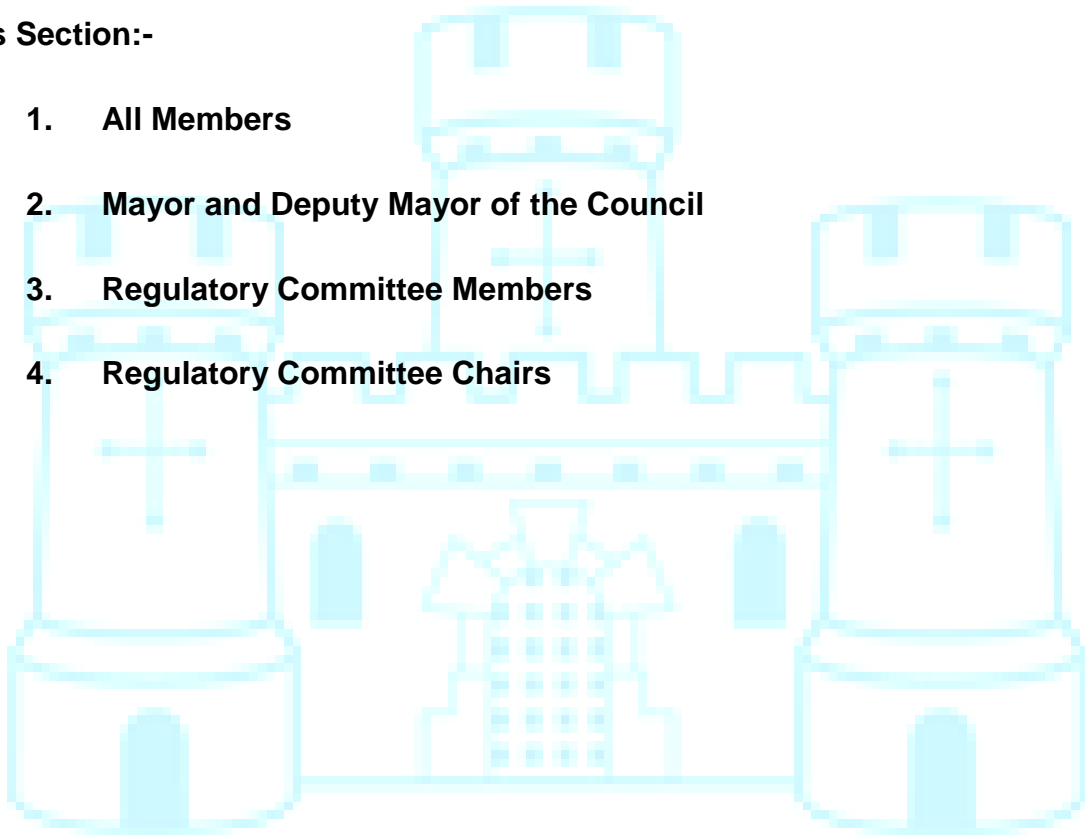 s Section:-
1. All Members
2. Mayor and Deputy Mayor of the Council
3. Regulatory Committee Members
4. Regulatory Committee Chairs